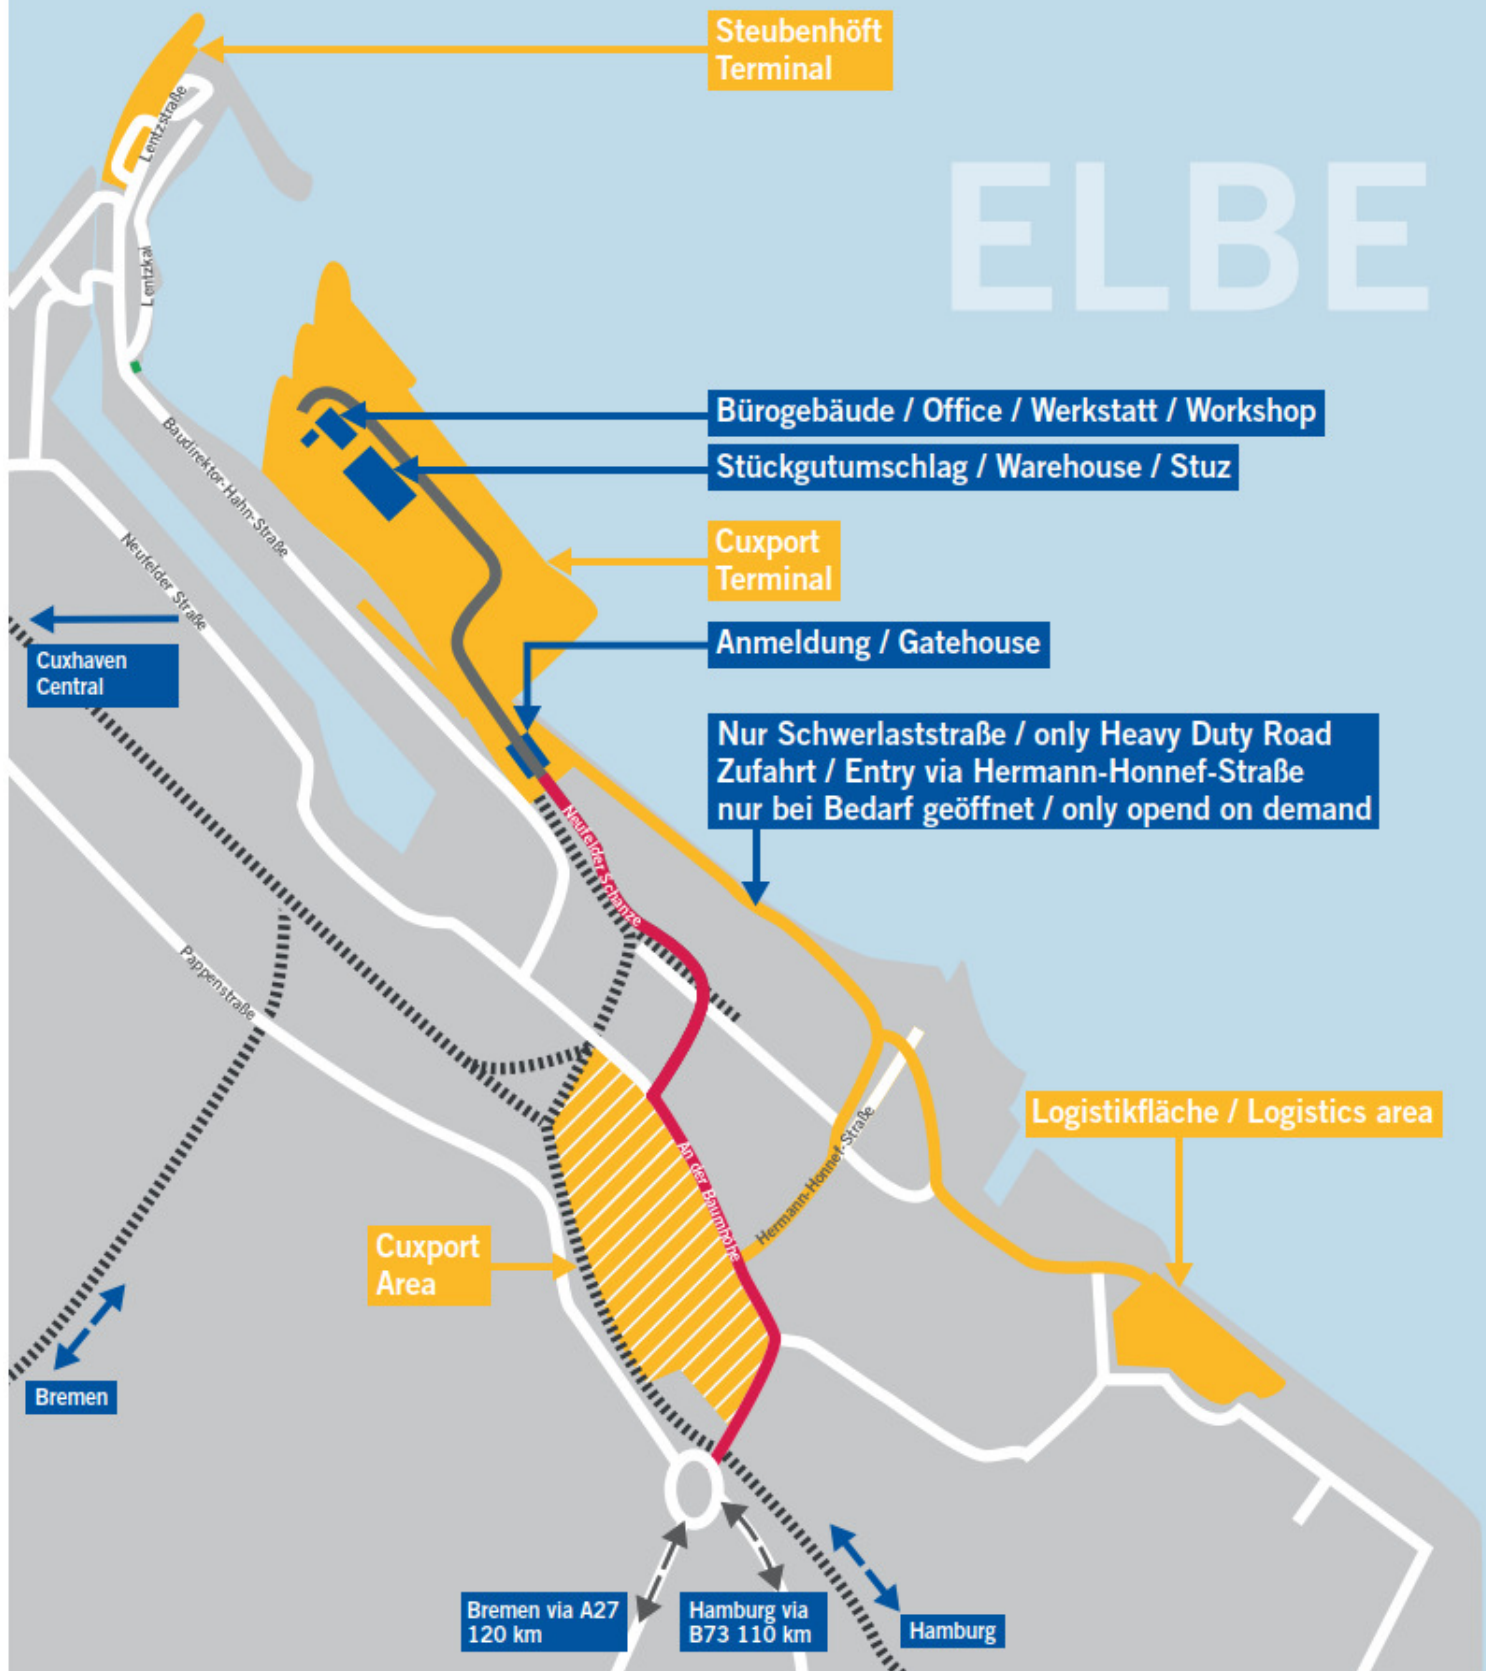 Steubenhöft
Terminal
Lentzstraße
ELBE
Lentzkai
Bürogebäude / Office / Werkstatt / Workshop
Baudirektor-Hahn-Straße
Stückgutumschlag / Warehouse / Stuz
Cuxport
Terminal
Neufelder Straße
Anmeldung / Gatehouse
Cuxhaven
Central
Nur Schwerlaststraße / only Heavy Duty Road
Zufahrt / Entry via Hermann-Honnef-Straße
nur bei Bedarf geöffnet / only opend on demand
Neufelder Schanze
Pappenstraße
Logistikfläche / Logistics area
Hermann-Honnef-Straße
An der Baumhöhe
Cuxport
Area
Bremen
Bremen via A27
120 km
Hamburg via
B73 110 km
Hamburg